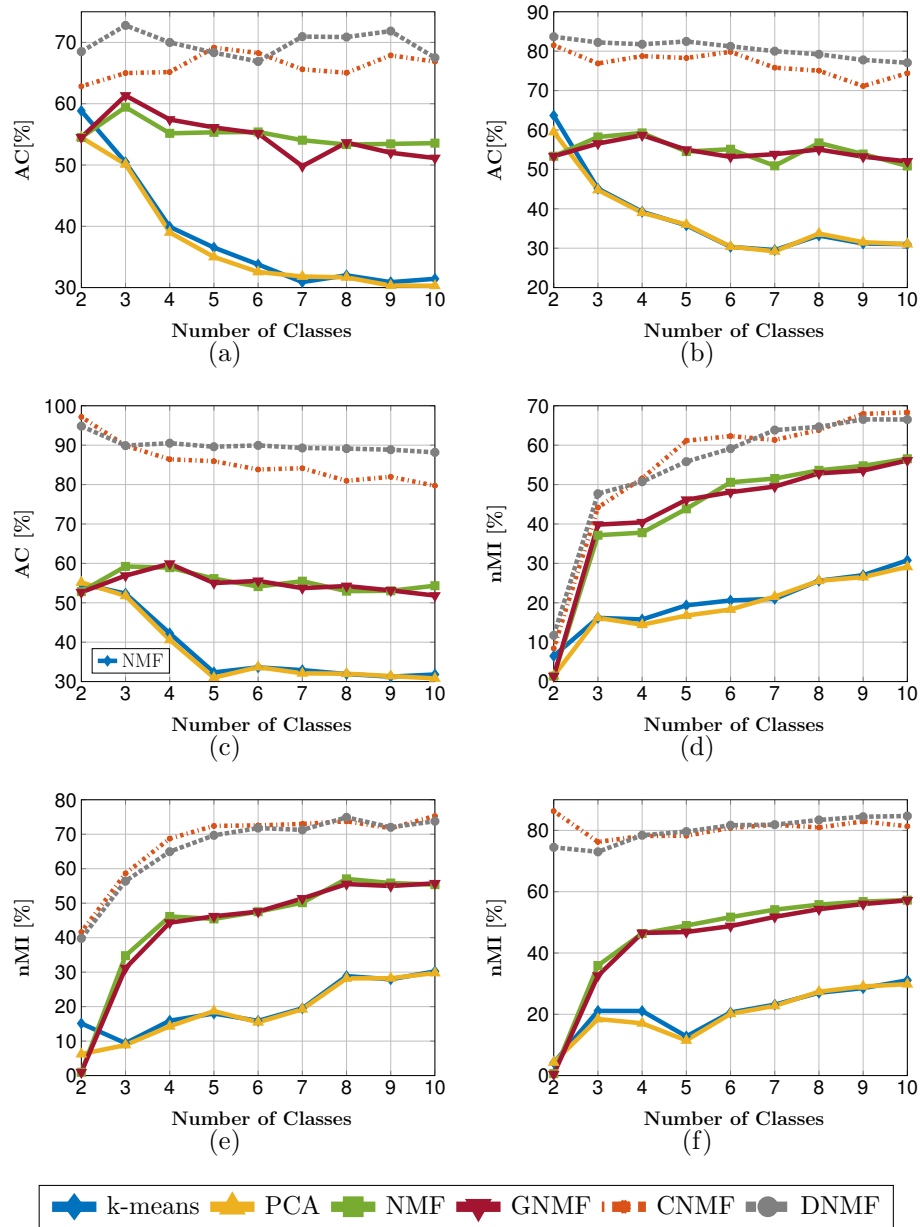 AC[%]
70
60
50
40
30
2 3 4 5 6 7 8 9 10
Number of Classes
(a)
AC[%]
90
80
70
60
50
40
30
20
2 3 4 5 6 7 8 9 10
Number of Classes
(b)
AC [%]
100
90
80
70
60
50
40
30
NMF
2 3 4 5 6 7 8 9 10
Number of Classes
(c)
nMI [%]
70
60
50
40
30
20
10
0
2 3 4 5 6 7 8 9 10
Number of Classes
(d)
nMI [%]
80
70
60
50
40
30
20
10
0
2 3 4 5 6 7 8 9 10
Number of Classes
(e)
nMI [%]
80
60
40
20
0
2 3 4 5 6 7 8 9 10
Number of Classes
(f)
k-means PCA NMF GNMF CNMF DNMF